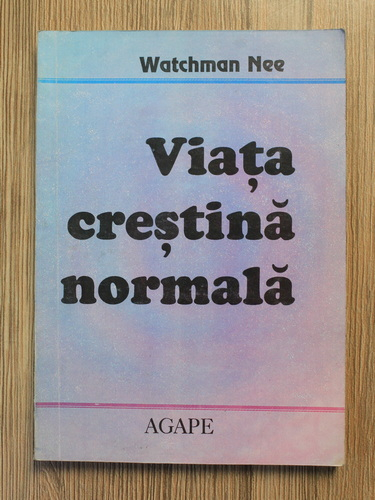 Watchman Nee
Viața
creștină
normală
AGAPE